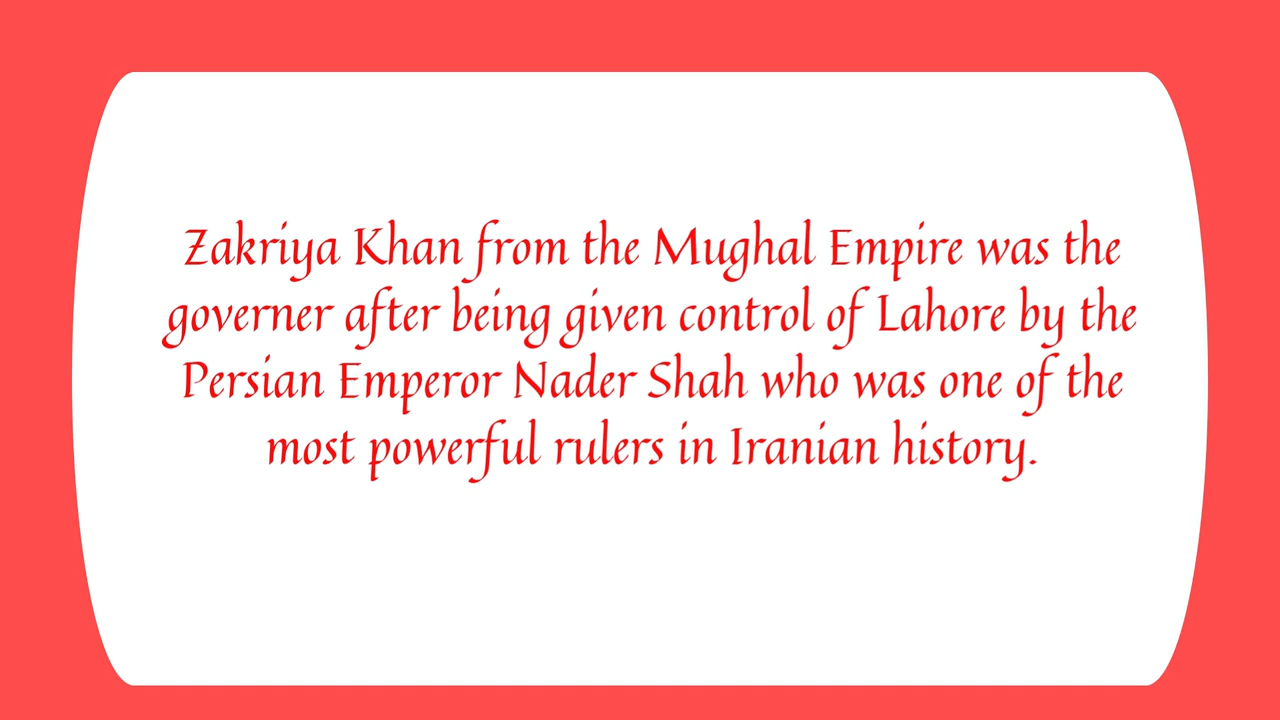 Zakriya Khan from the Mughal Empire was the
governer after being given control of Lahore by the
Persian Emperor Nader Shah who was one of the
most powerful rulers in Iranian history.